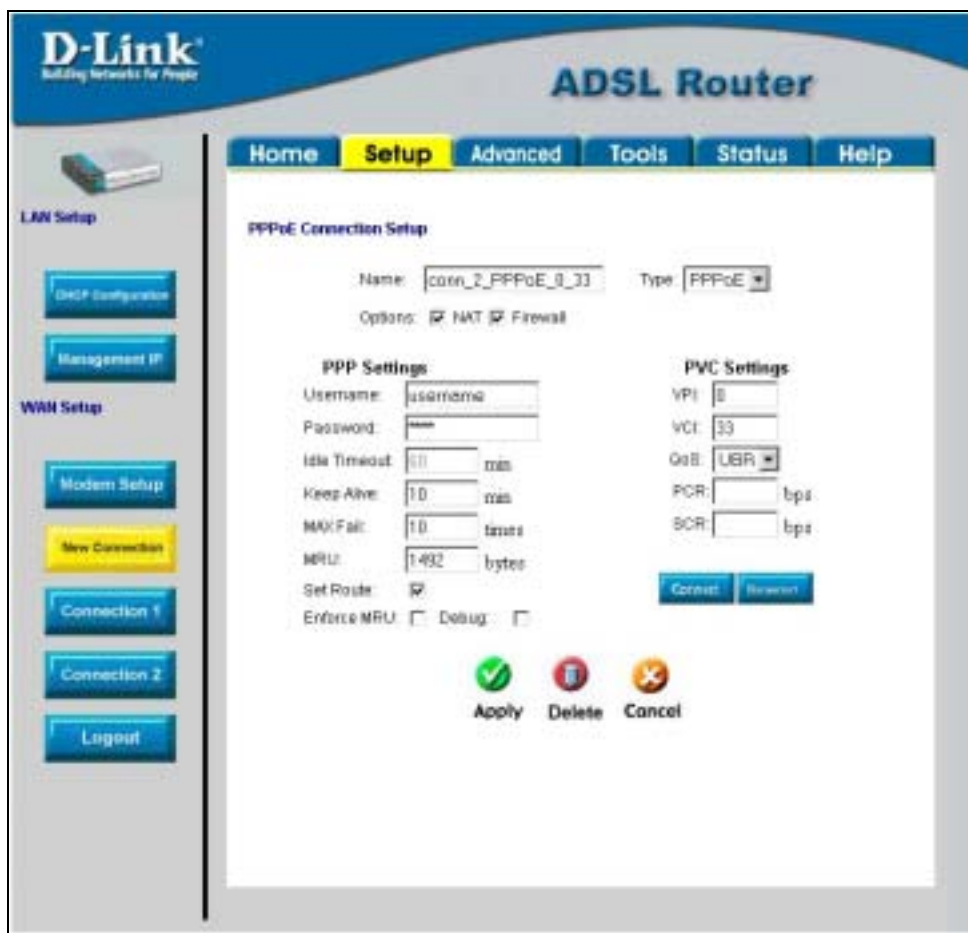 D-Link
Building Networks for People
ADSL Router
Home Setup Advanced Tools Status Help
LAN Setup
DHCP Configuration
Management IP
WAN Setup
Modem Setup
New Connection
Connection 1
Connection 2
Logout
PPPoE Connection Setup
Name: conn_2_PPPoE_0_33 Type: PPPoE
Options: NAT Firewall
PPP Settings
Username: username
Password: ****
Idle Timeout: 60 min
Keep Alive: 10 min
MAX Fail: 10 times
MRU: 1492 bytes
Set Route:
Enforce MRU: Debug:
PVC Settings
VPI:
VCI: 33
QoS: UBR
PCR: bps
SCR: bps
Connect
Apply Delete Cancel